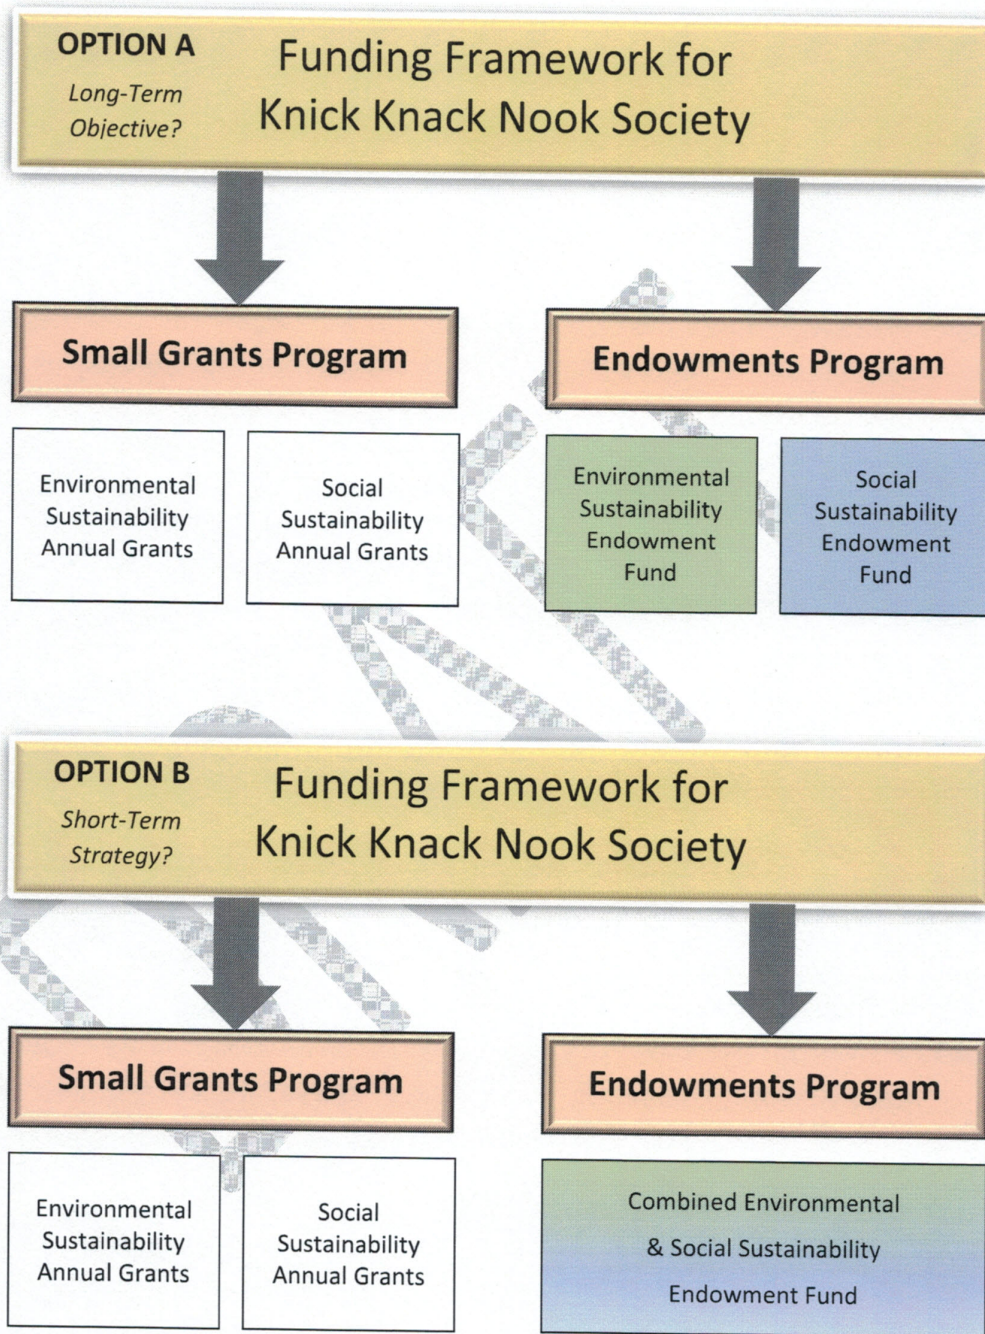 OPTION A
Long-Term
Objective?
Funding Framework for
Knick Knack Nook Society
Small Grants Program
Endowments Program
Environmental
Sustainability
Annual Grants
Social
Sustainability
Annual Grants
Environmental
Sustainability
Endowment
Fund
Social
Sustainability
Endowment
Fund
DRAFT
OPTION B
Short-Term
Strategy?
Funding Framework for
Knick Knack Nook Society
Small Grants Program
Endowments Program
Environmental
Sustainability
Annual Grants
Social
Sustainability
Annual Grants
Combined Environmental
& Social Sustainability
Endowment Fund